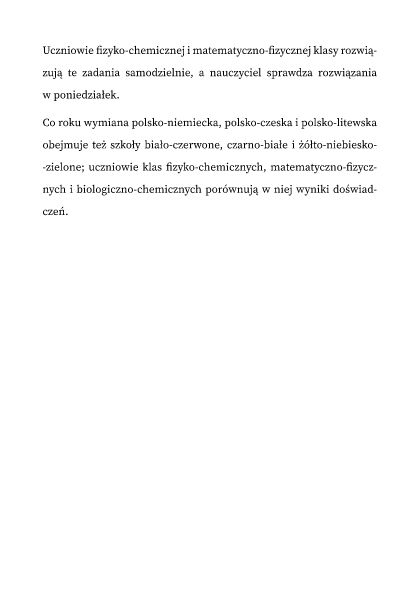 Uczniowie fizyko-chemicznej i matematyczno-fizycznej klasy rozwią-
zują te zadania samodzielnie, a nauczyciel sprawdza rozwiązania
w poniedziałek.
Co roku wymiana polsko-niemiecka, polsko-czeska i polsko-litewska
obejmuje też szkoły biało-czerwone, czarno-białe i żółto-niebiesko-
-zielone; uczniowie klas fizyko-chemicznych, matematyczno-fizycz-
nych i biologiczno-chemicznych porównują w niej wyniki doświad-
czeń.